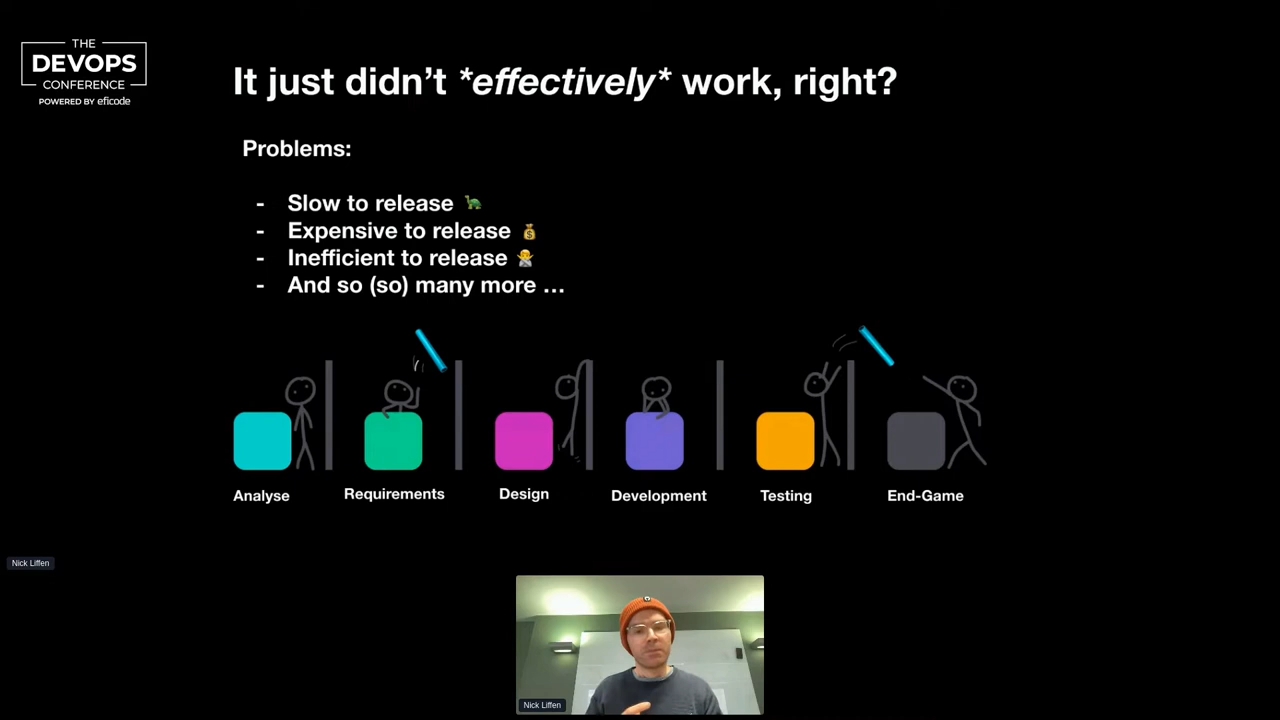 THE
DEVOPS
CONFERENCE
POWERED BY eficode
It just didn’t *effectively* work, right?
Problems:
- Slow to release 🐢
- Expensive to release 💰
- Inefficient to release 🙅
- And so (so) many more …
Analyse
Requirements
Design
Development
Testing
End-Game
Nick Liffen
Nick Liffen